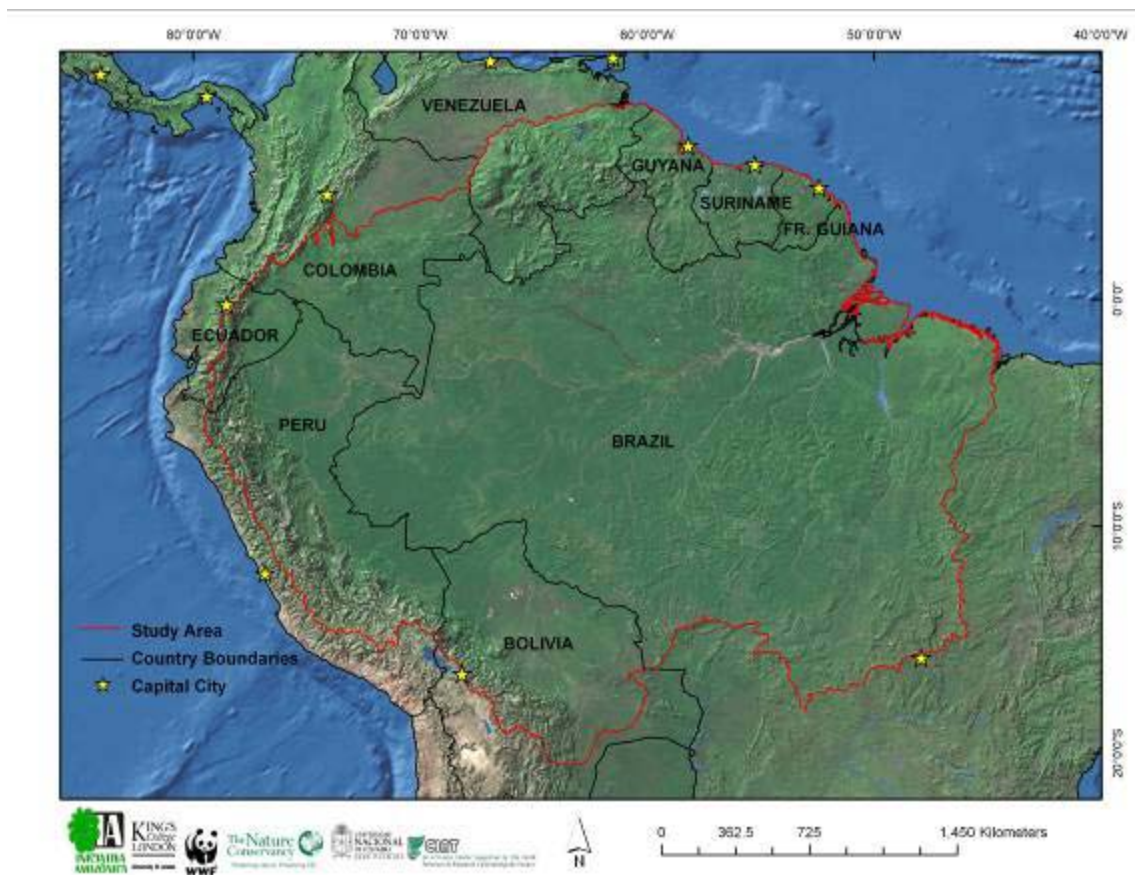 80°0'0"W 70°0'0"W 60°0'0"W 50°0'0"W 40°0'0"W
VENEZUELA
GUYANA
SURINAME
FR. GUIANA
COLOMBIA
0°0'0"
ECUADOR
PERU
BRAZIL
10°0'0"S
BOLIVIA
Study Area
Country Boundaries
Capital City
20°0'0"S
KING'S
College
LONDON
WWF
The Nature
Conservancy
NACIONAL
CIAT
N
0 362.5 725 1.450 Kilometers